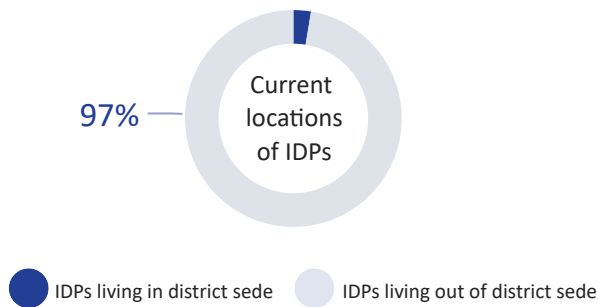 Current
locations
of IDPs
97%
IDPs living in district sede
IDPs living out of district sede